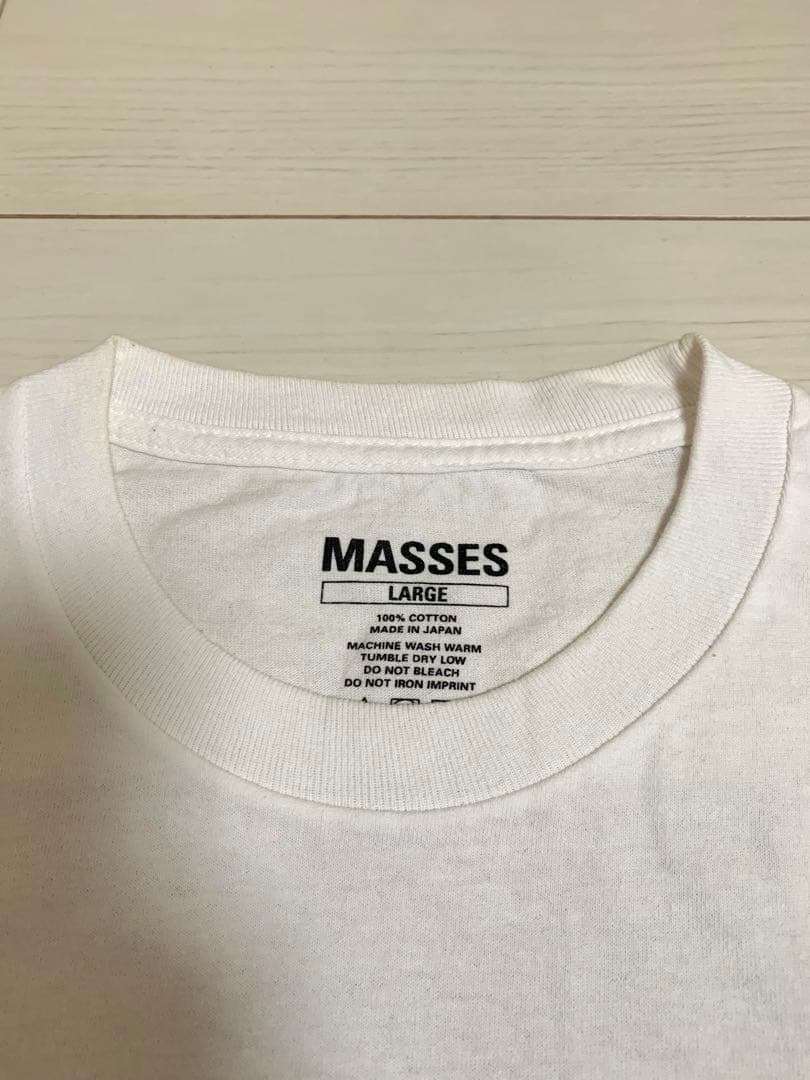 MASSES
LARGE
100% COTTON
MADE IN JAPAN
MACHINE WASH WARM
TUMBLE DRY LOW
DO NOT BLEACH
DO NOT IRON IMPRINT